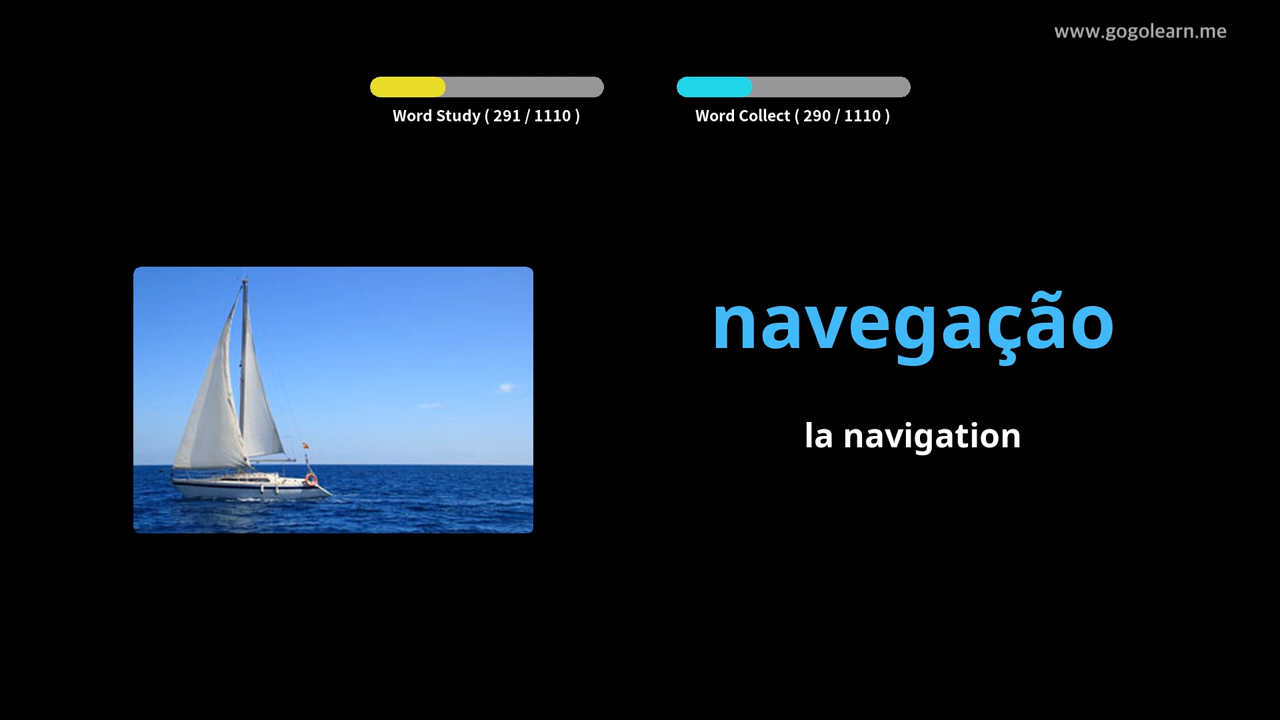 www.gogolearn.me
Word Study ( 291 / 1110 )
Word Collect ( 290 / 1110 )
navegação
la navigation